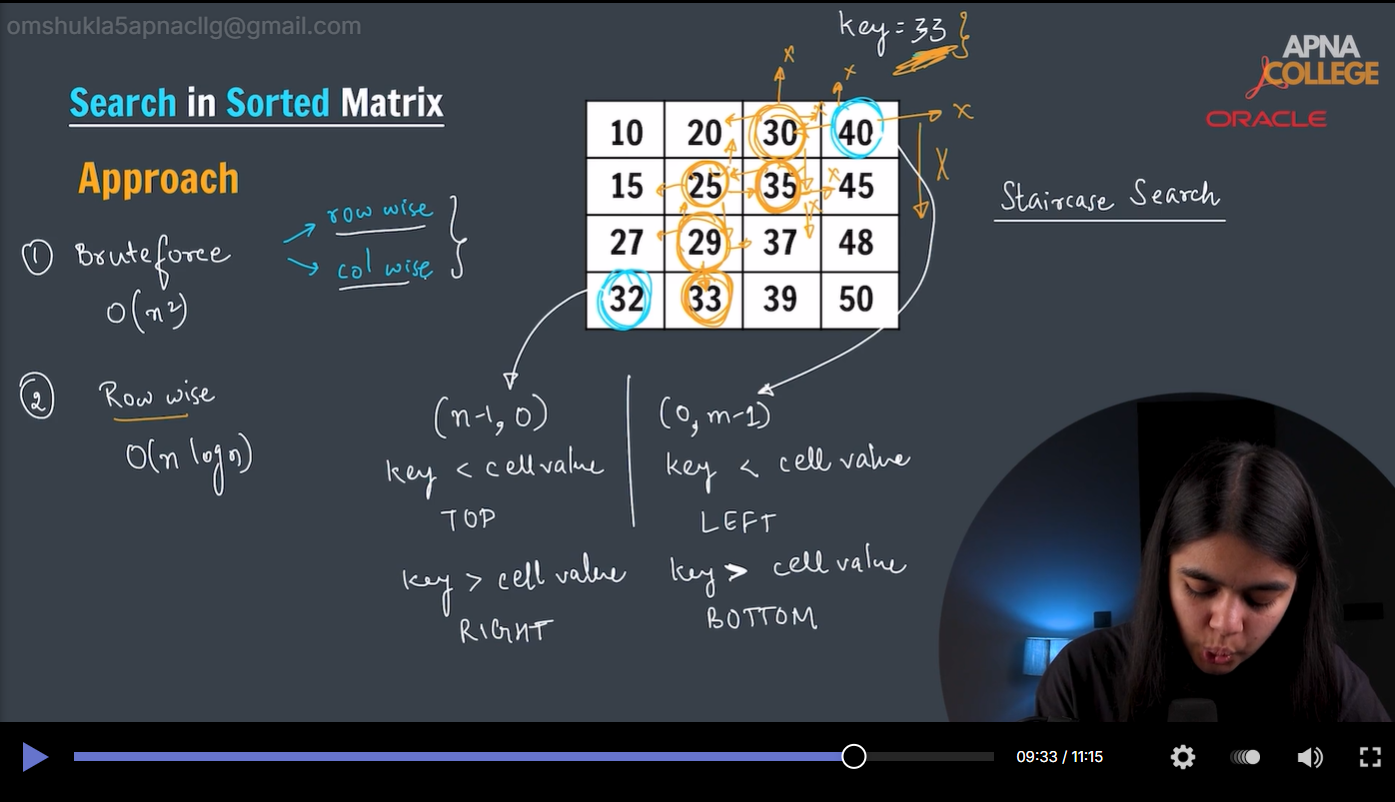 omshukla5apnacllg@gmail.com
key = 33 }
APNA
COLLEGE
ORACLE
Search in Sorted Matrix
Approach
① Bruteforce
O(n²)
row wise
col wise
10 20 30 40
15 25 35 45
27 29 37 48
32 33 39 50
x
x
x
x
x
x
X
Staircase Search
② Row wise
O(n log n)
(n-1, 0)
key < cell value
TOP
key > cell value
RIGHT
(0, m-1)
key < cell value
LEFT
key > cell value
BOTTOM
09:33 / 11:15